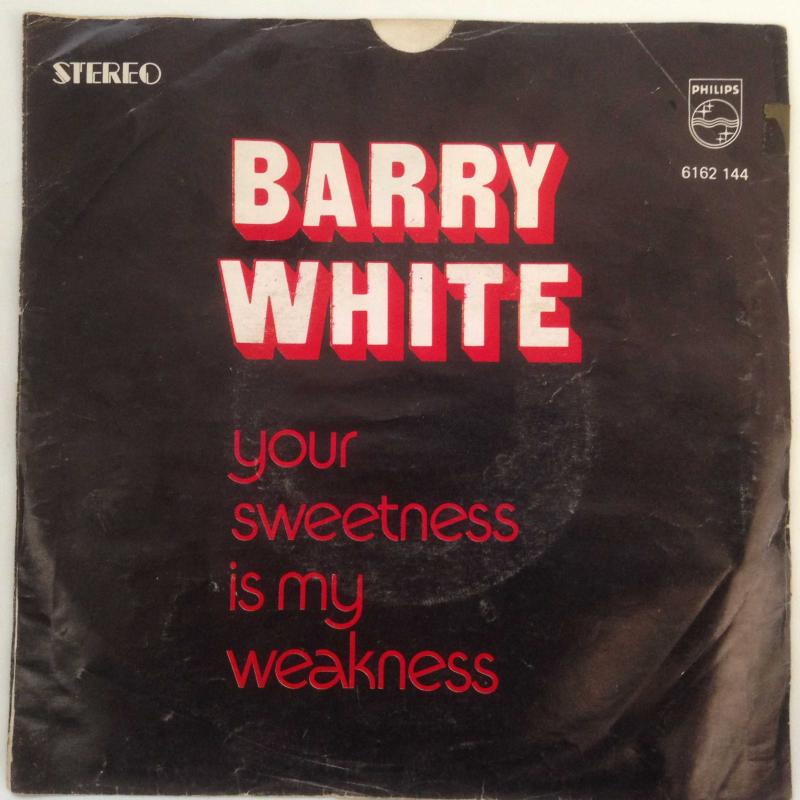 STEREO
PHILIPS
6162 144
BARRY
WHITE
your
sweetness
is my
weakness